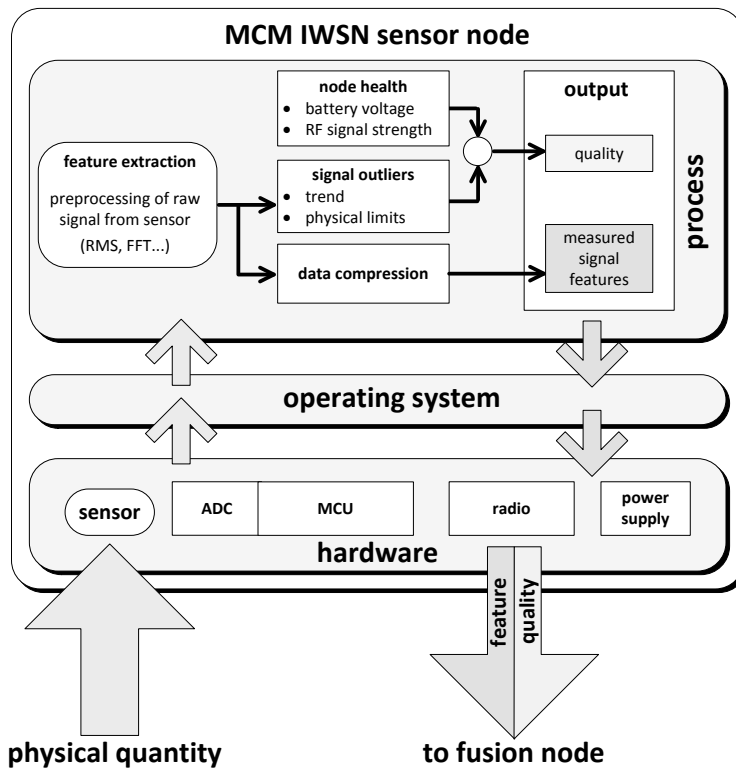 MCM IWSN sensor node
node health
• battery voltage
• RF signal strength
output
feature extraction
preprocessing of raw
signal from sensor
(RMS, FFT...)
signal outliers
• trend
• physical limits
quality
process
data compression
measured
signal
features
operating system
sensor
ADC
MCU
radio
power
supply
hardware
feature
quality
physical quantity
to fusion node